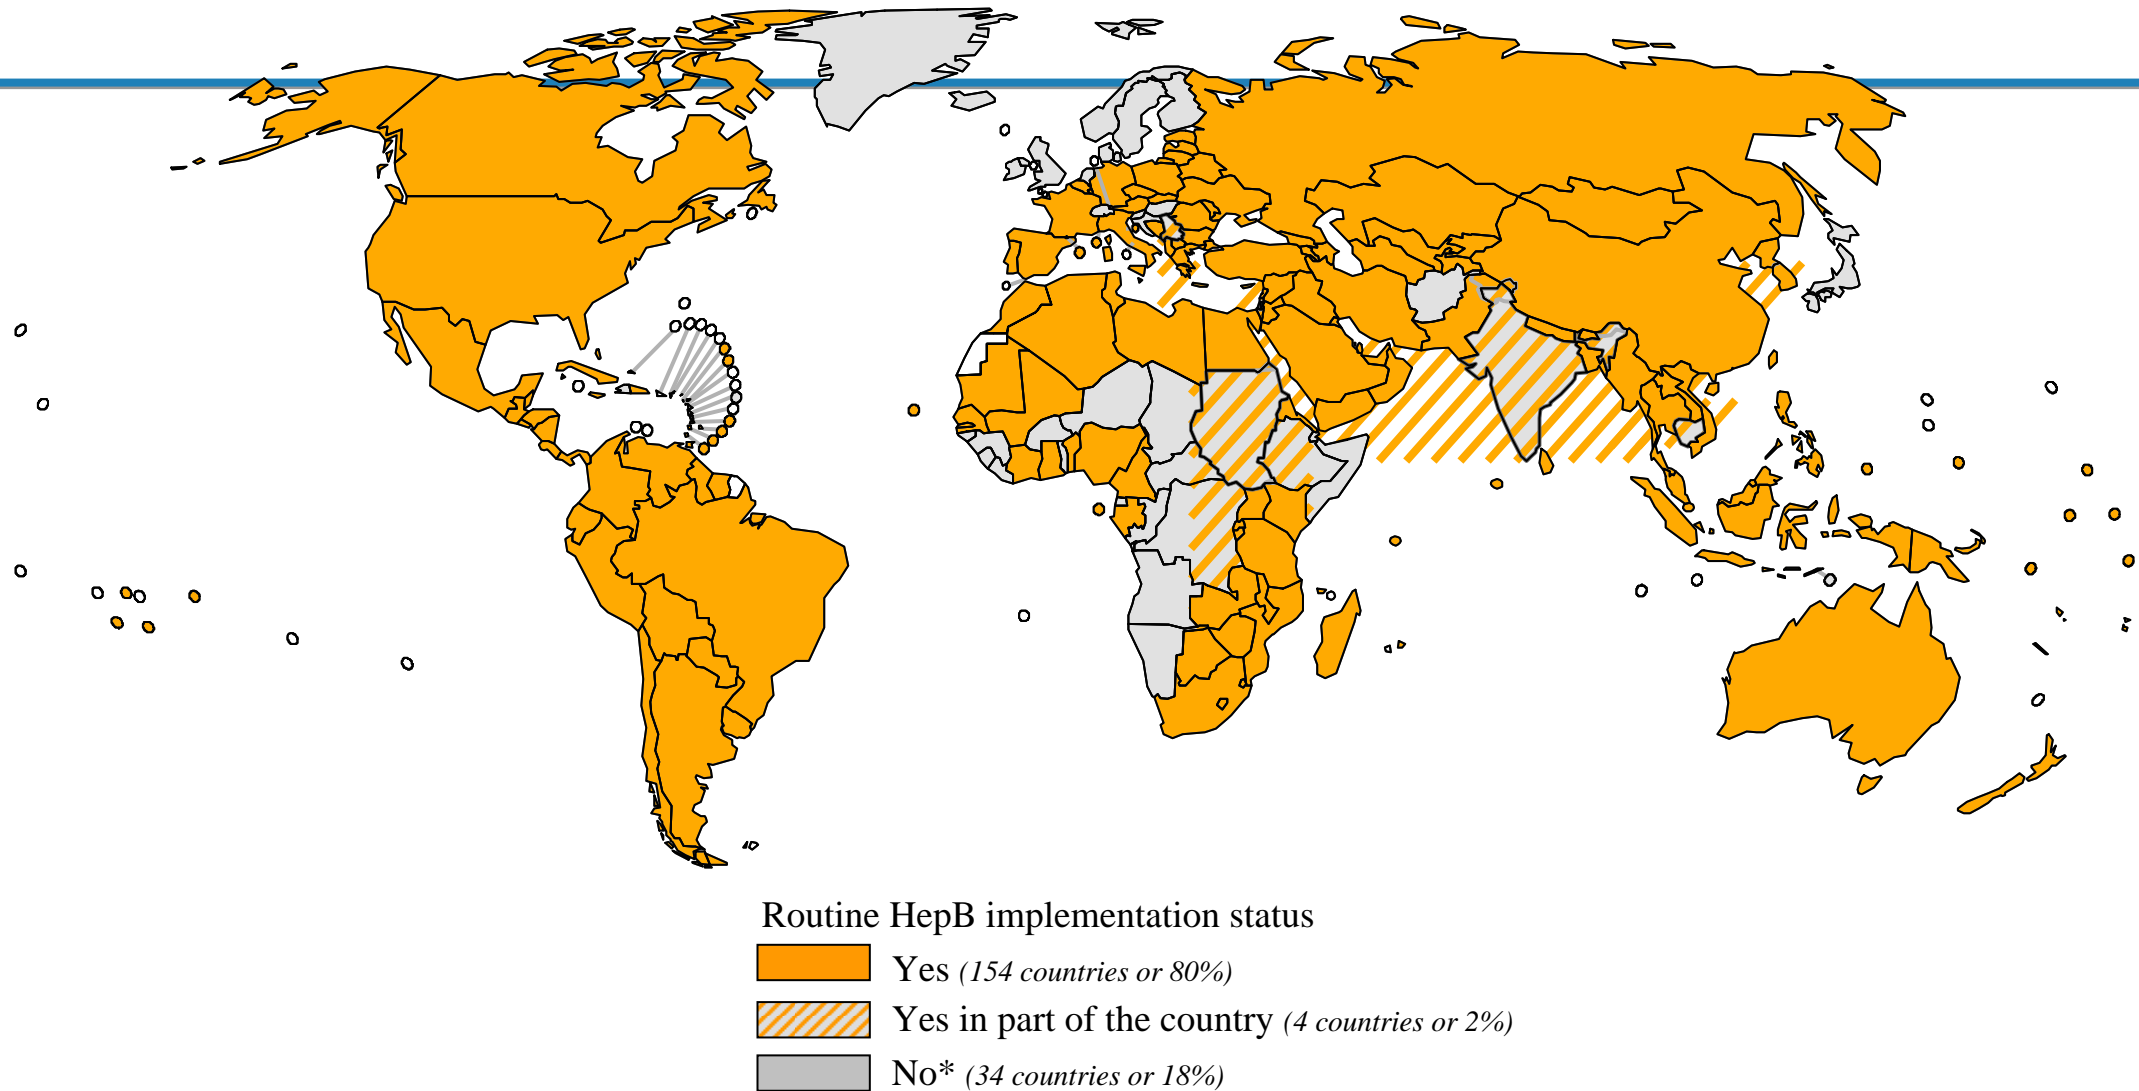 Routine HepB implementation status
Yes (154 countries or 80%)
Yes in part of the country (4 countries or 2%)
No* (34 countries or 18%)